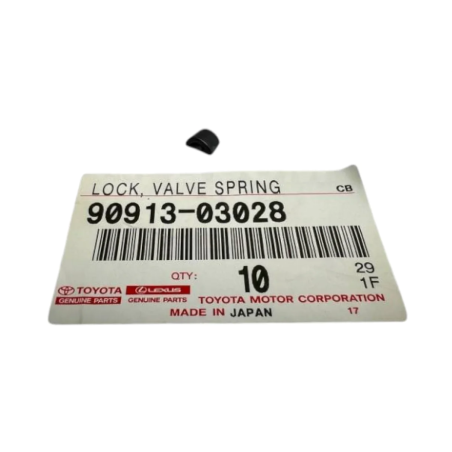 LOCK, VALVE SPRING CB
90913-03028
QTY: 10 29
1F
TOYOTA LEXUS TOYOTA MOTOR CORPORATION
GENUINE PARTS GENUINE PARTS
MADE IN JAPAN 17